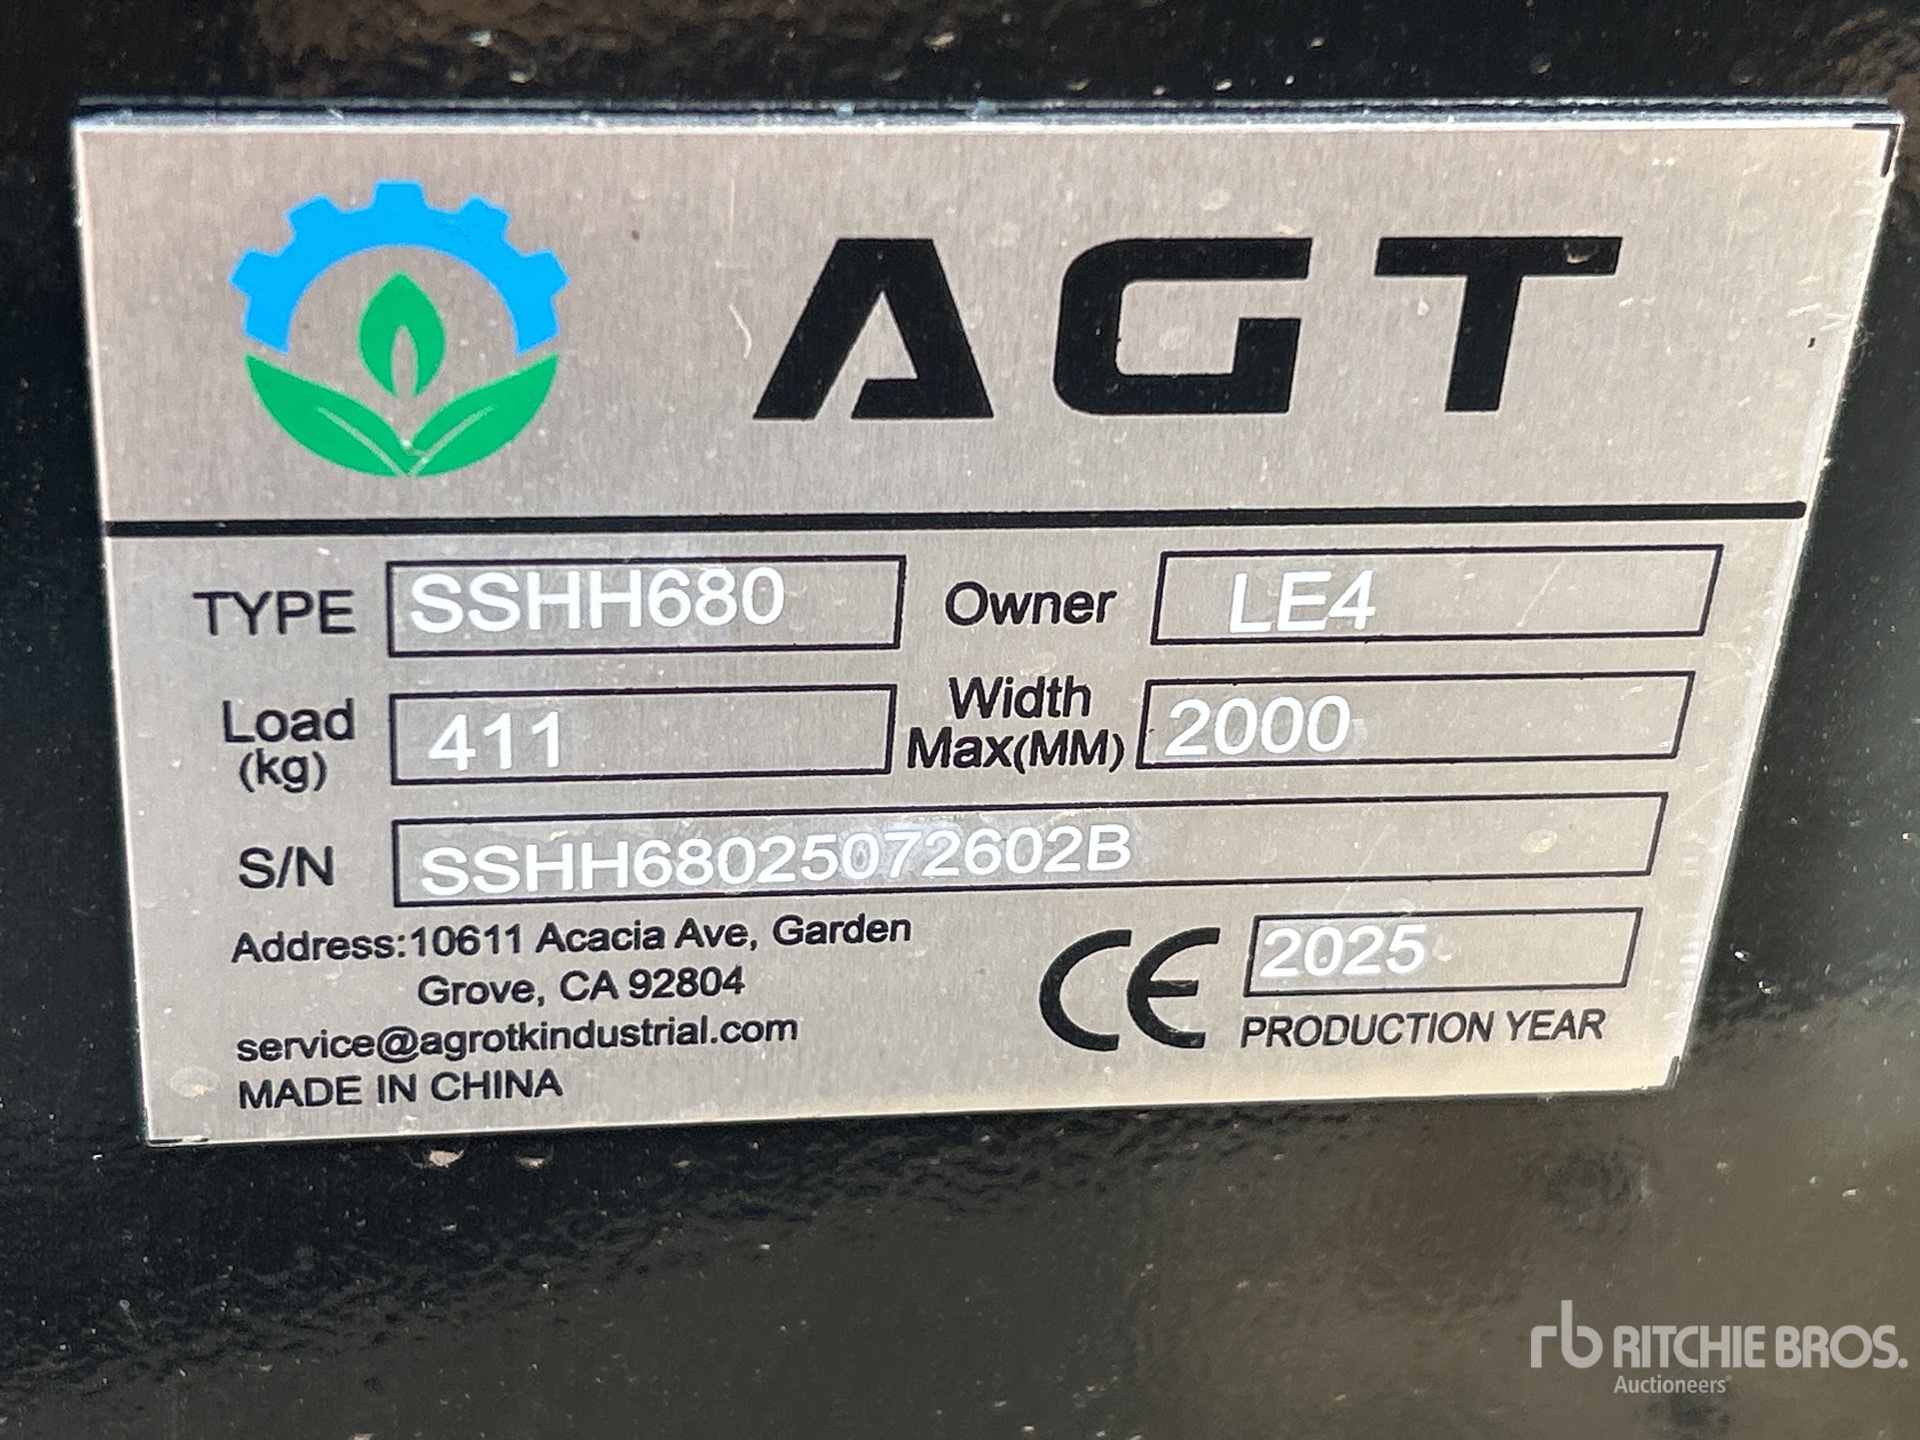 AGT
TYPE SSHH680 Owner LE4
Load (kg) 411 Width Max(MM) 2000
S/N SSHH68025072602B
Address:10611 Acacia Ave, Garden
Grove, CA 92804
service@agrotkindustrial.com
MADE IN CHINA
CE 2025
PRODUCTION YEAR
rb RITCHIE BROS.
Auctioneers